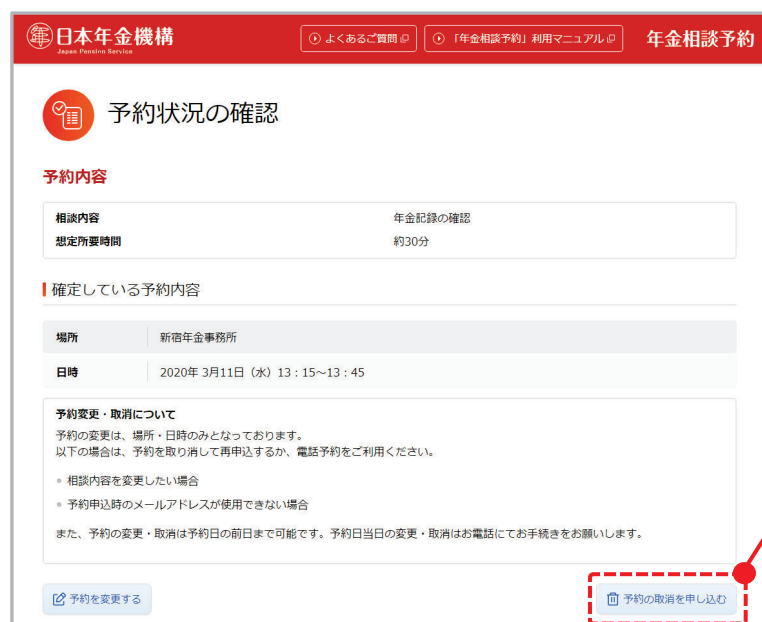 日本年金機構
Japan Pension Service
よくあるご質問
「年金相談予約」利用マニュアル
年金相談予約
予約状況の確認
予約内容
相談内容 年金記録の確認
想定所要時間 約30分
確定している予約内容
場所 新宿年金事務所
日時 2020年 3月11日（水）13：15～13：45
予約変更・取消について
予約の変更は、場所・日時のみとなっております。
以下の場合は、予約を取り消して再申込するか、電話予約をご利用ください。
相談内容を変更したい場合
予約申込時のメールアドレスが使用できない場合
また、予約の変更・取消は予約日の前日まで可能です。予約日当日の変更・取消はお電話にてお手続きをお願いします。
予約を変更する
予約の取消を申し込む